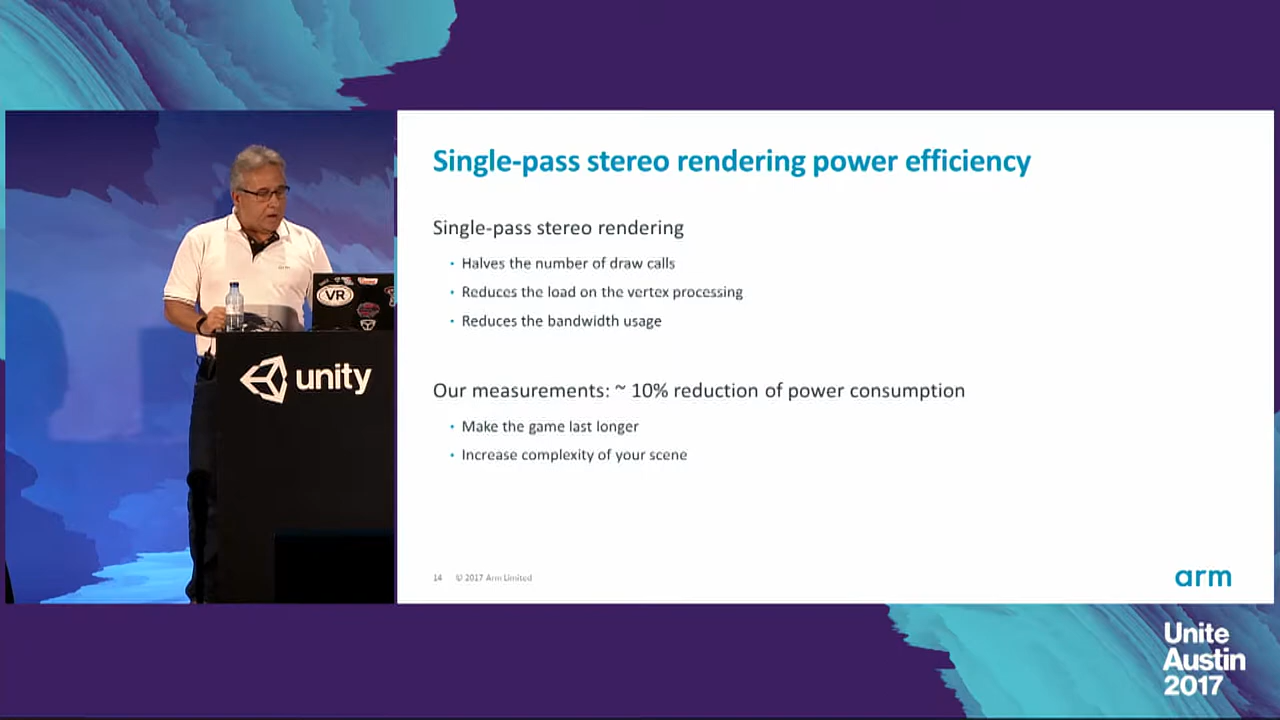 Single-pass stereo rendering power efficiency
Single-pass stereo rendering
• Halves the number of draw calls
• Reduces the load on the vertex processing
• Reduces the bandwidth usage
Our measurements: ~ 10% reduction of power consumption
• Make the game last longer
• Increase complexity of your scene
14 © 2017 Arm Limited
arm
VR
unity
Unite
Austin
2017